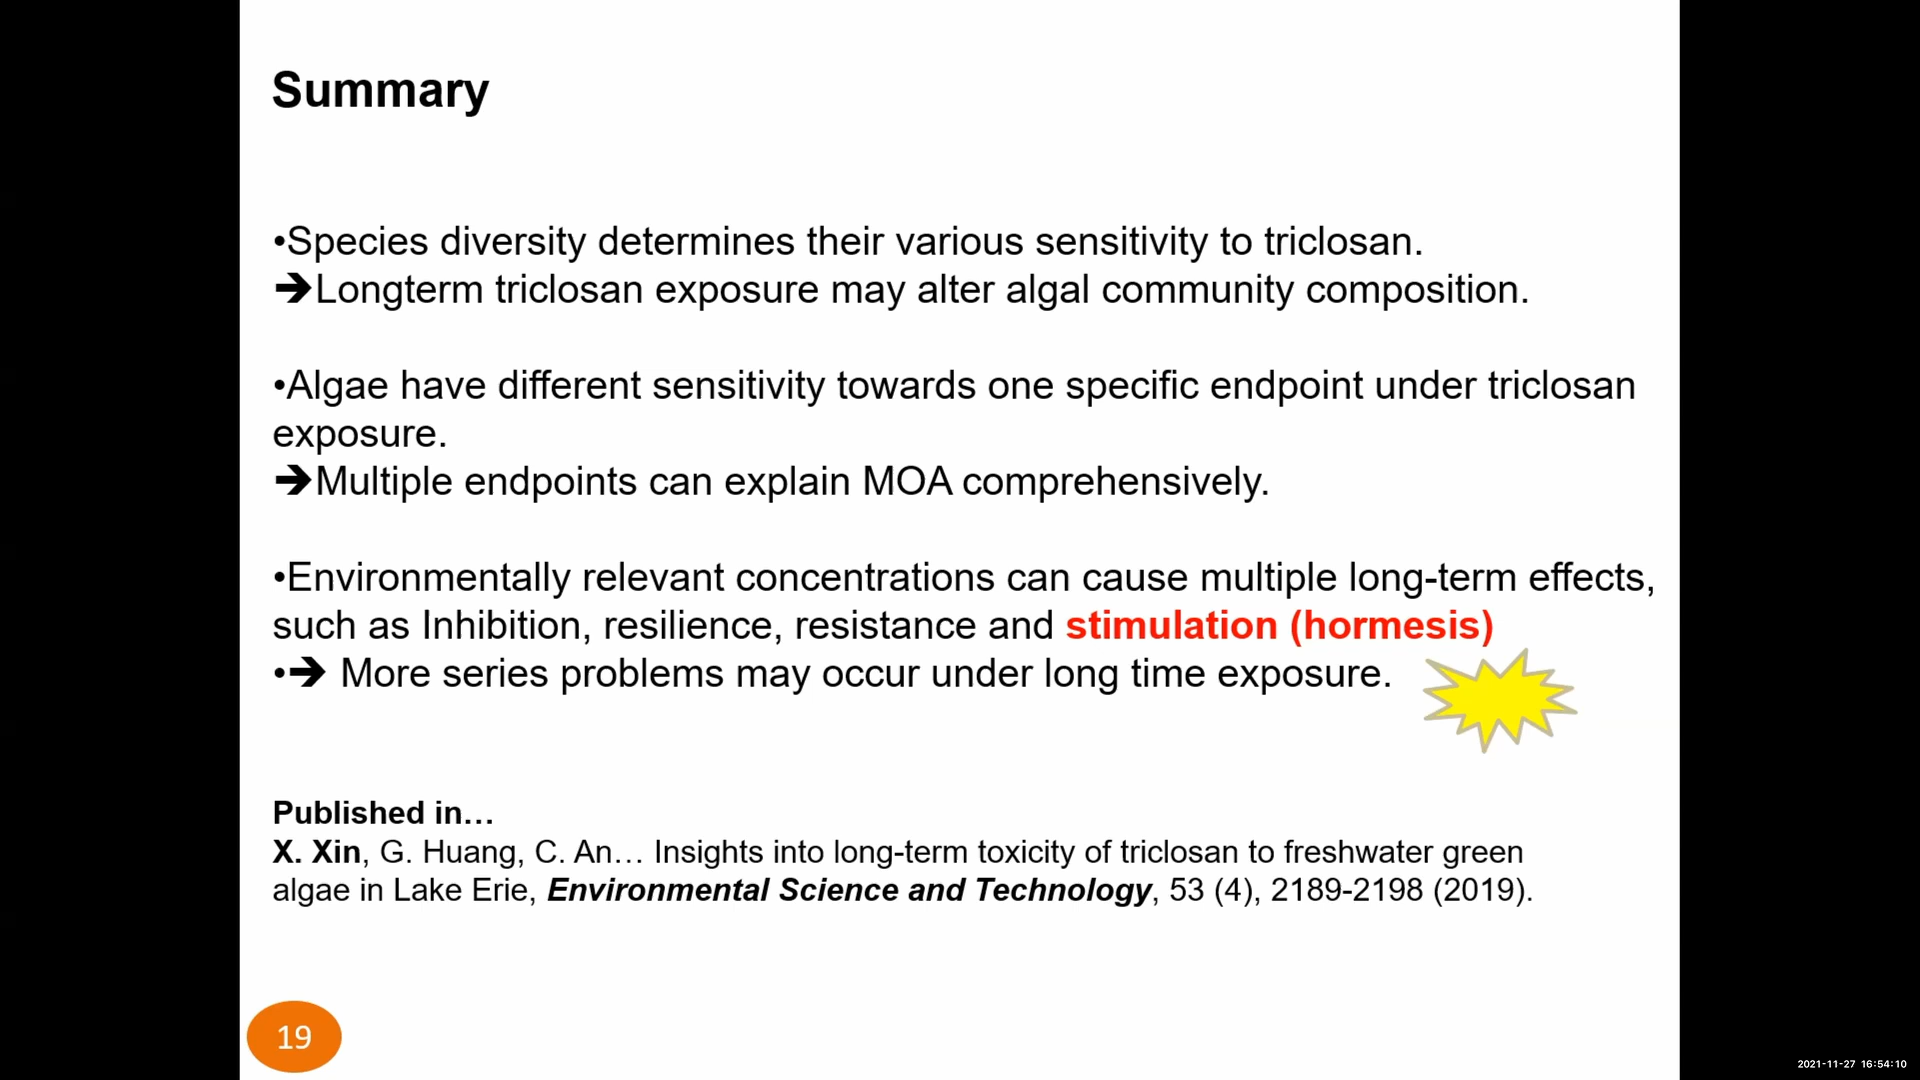 Summary
•Species diversity determines their various sensitivity to triclosan.
➔Longterm triclosan exposure may alter algal community composition.
•Algae have different sensitivity towards one specific endpoint under triclosan
exposure.
➔Multiple endpoints can explain MOA comprehensively.
•Environmentally relevant concentrations can cause multiple long-term effects,
such as Inhibition, resilience, resistance and stimulation (hormesis)
•➔ More series problems may occur under long time exposure.
Published in…
X. Xin, G. Huang, C. An… Insights into long-term toxicity of triclosan to freshwater green
algae in Lake Erie, Environmental Science and Technology, 53 (4), 2189-2198 (2019).
19
2021-11-27 16:54:10